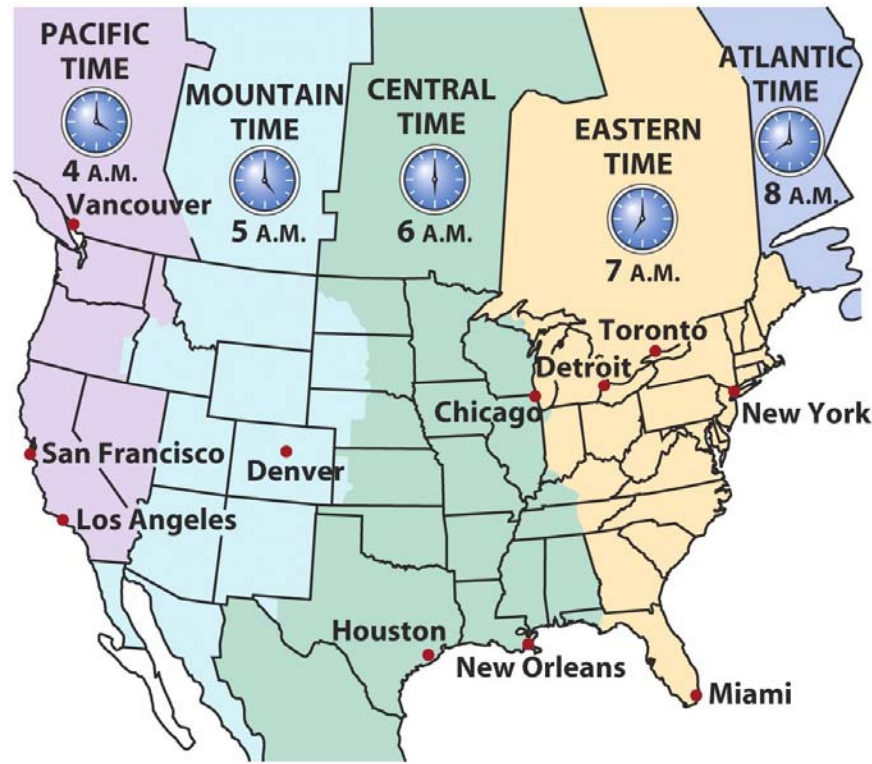 PACIFIC
TIME
4 A.M.
MOUNTAIN
TIME
5 A.M.
CENTRAL
TIME
6 A.M.
EASTERN
TIME
7 A.M.
ATLANTIC
TIME
8 A.M.
Vancouver
Toronto
Detroit
Chicago
New York
San Francisco
Denver
Los Angeles
Houston
New Orleans
Miami